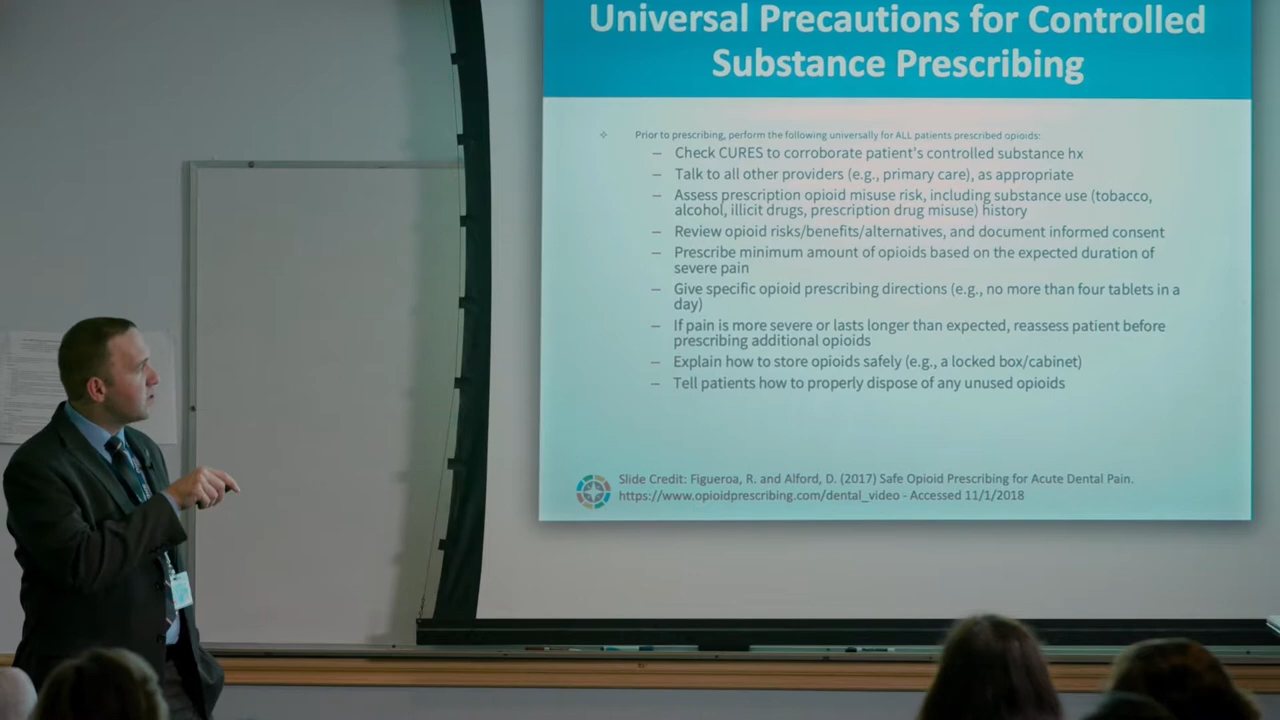 Universal Precautions for Controlled
Substance Prescribing
✧ Prior to prescribing, perform the following universally for ALL patients prescribed opioids:
– Check CURES to corroborate patient's controlled substance hx
– Talk to all other providers (e.g., primary care), as appropriate
– Assess prescription opioid misuse risk, including substance use (tobacco,
alcohol, illicit drugs, prescription drug misuse) history
– Review opioid risks/benefits/alternatives, and document informed consent
– Prescribe minimum amount of opioids based on the expected duration of
severe pain
– Give specific opioid prescribing directions (e.g., no more than four tablets in a
day)
– If pain is more severe or lasts longer than expected, reassess patient before
prescribing additional opioids
– Explain how to store opioids safely (e.g., a locked box/cabinet)
– Tell patients how to properly dispose of any unused opioids
Slide Credit: Figueroa, R. and Alford, D. (2017) Safe Opioid Prescribing for Acute Dental Pain.
https://www.opioidprescribing.com/dental_video - Accessed 11/1/2018